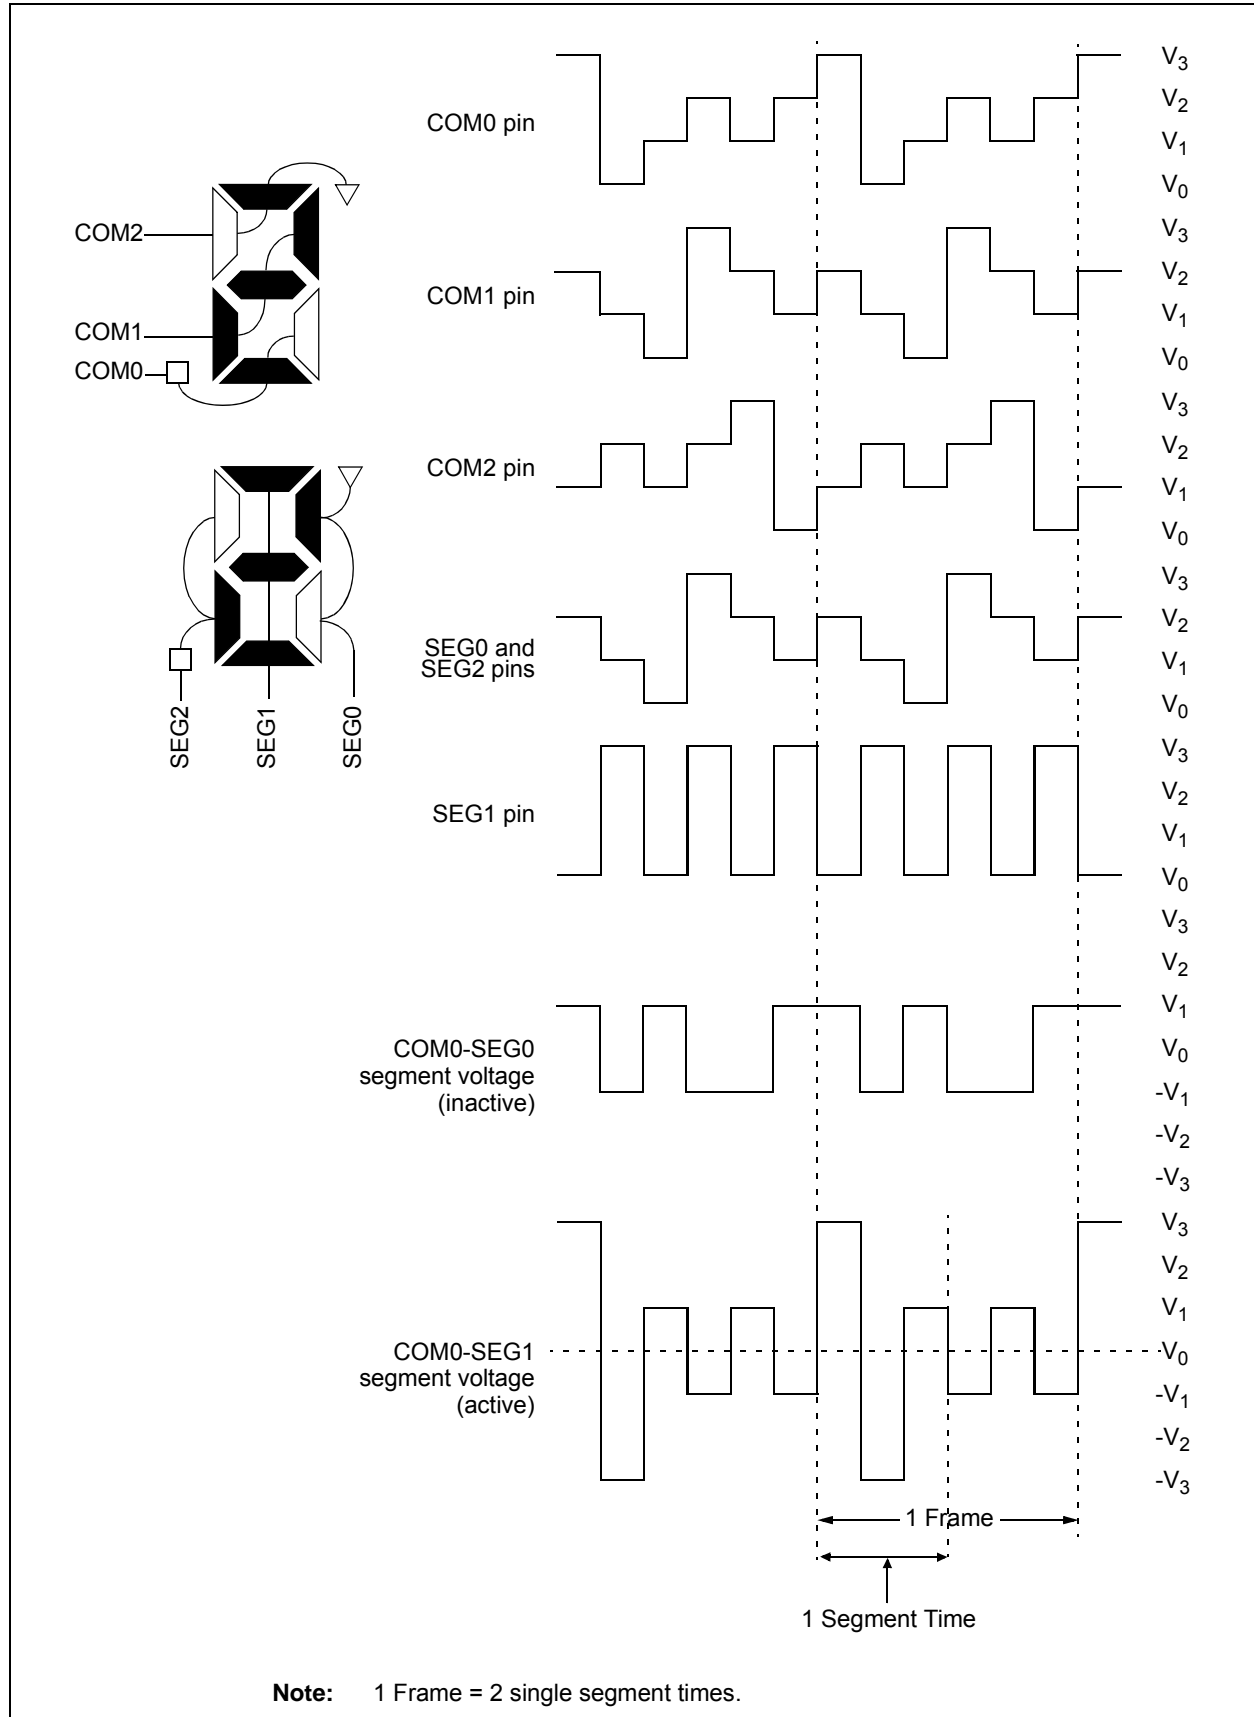 COM2
COM1
COM0
SEG2
SEG1
SEG0
COM0 pin
V3
V2
V1
V0
COM1 pin
V3
V2
V1
V0
COM2 pin
V3
V2
V1
V0
SEG0 and
SEG2 pins
V3
V2
V1
V0
SEG1 pin
V3
V2
V1
V0
COM0-SEG0
segment voltage
(inactive)
V3
V2
V1
V0
-V1
-V2
-V3
COM0-SEG1
segment voltage
(active)
V3
V2
V1
V0
-V1
-V2
-V3
1 Frame
1 Segment Time
Note: 1 Frame = 2 single segment times.